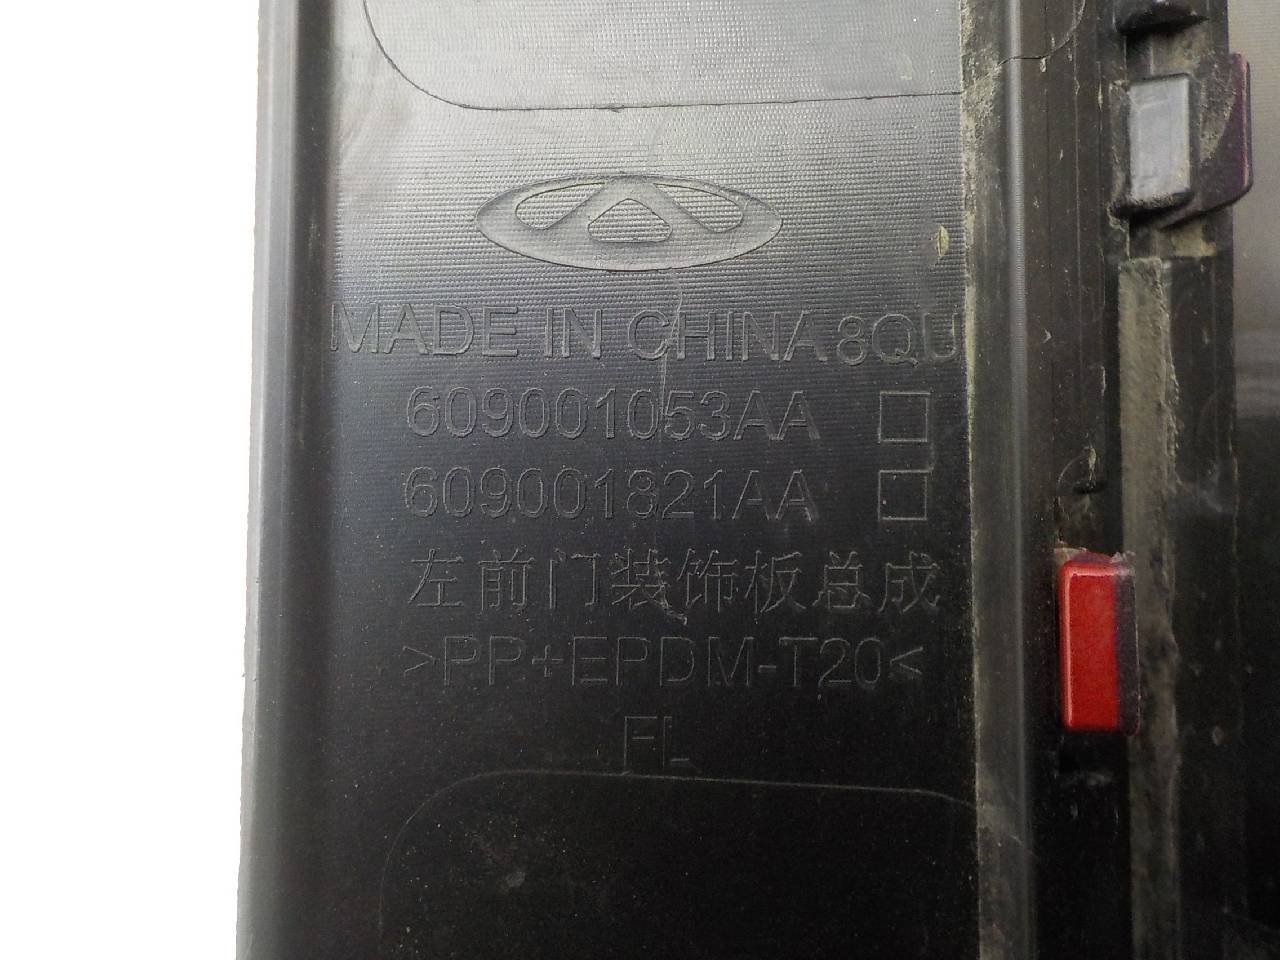 MADE IN CHINA 8QU
609001053AA □
609001821AA □
左前门装饰板总成
>PP+EPDM-T20<
FL